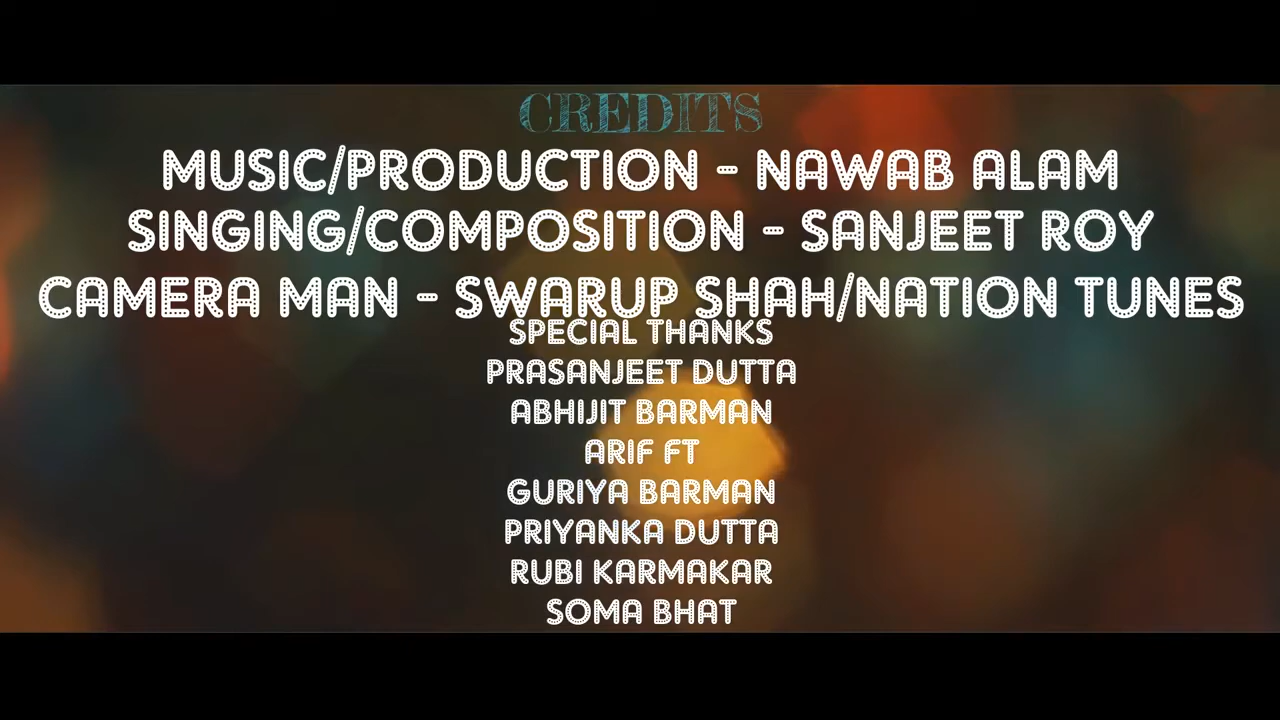 CREDITS
MUSIC/PRODUCTION - NAWAB ALAM
SINGING/COMPOSITION - SANJEET ROY
CAMERA MAN - SWARUP SHAH/NATION TUNES
SPECIAL THANKS
PRASANJEET DUTTA
ABHIJIT BARMAN
ARIF FT
GURIYA BARMAN
PRIYANKA DUTTA
RUBI KARMAKAR
SOMA BHAT